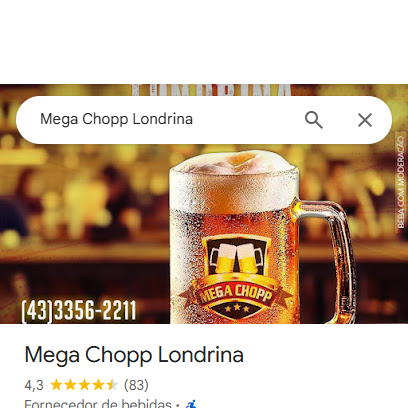 LONDRINA
Mega Chopp Londrina
BEBA COM MODERAÇÃO
MEGA CHOPP
(43)3356-2211
Mega Chopp Londrina
4,3 (83)
Fornecedor de bebidas ·